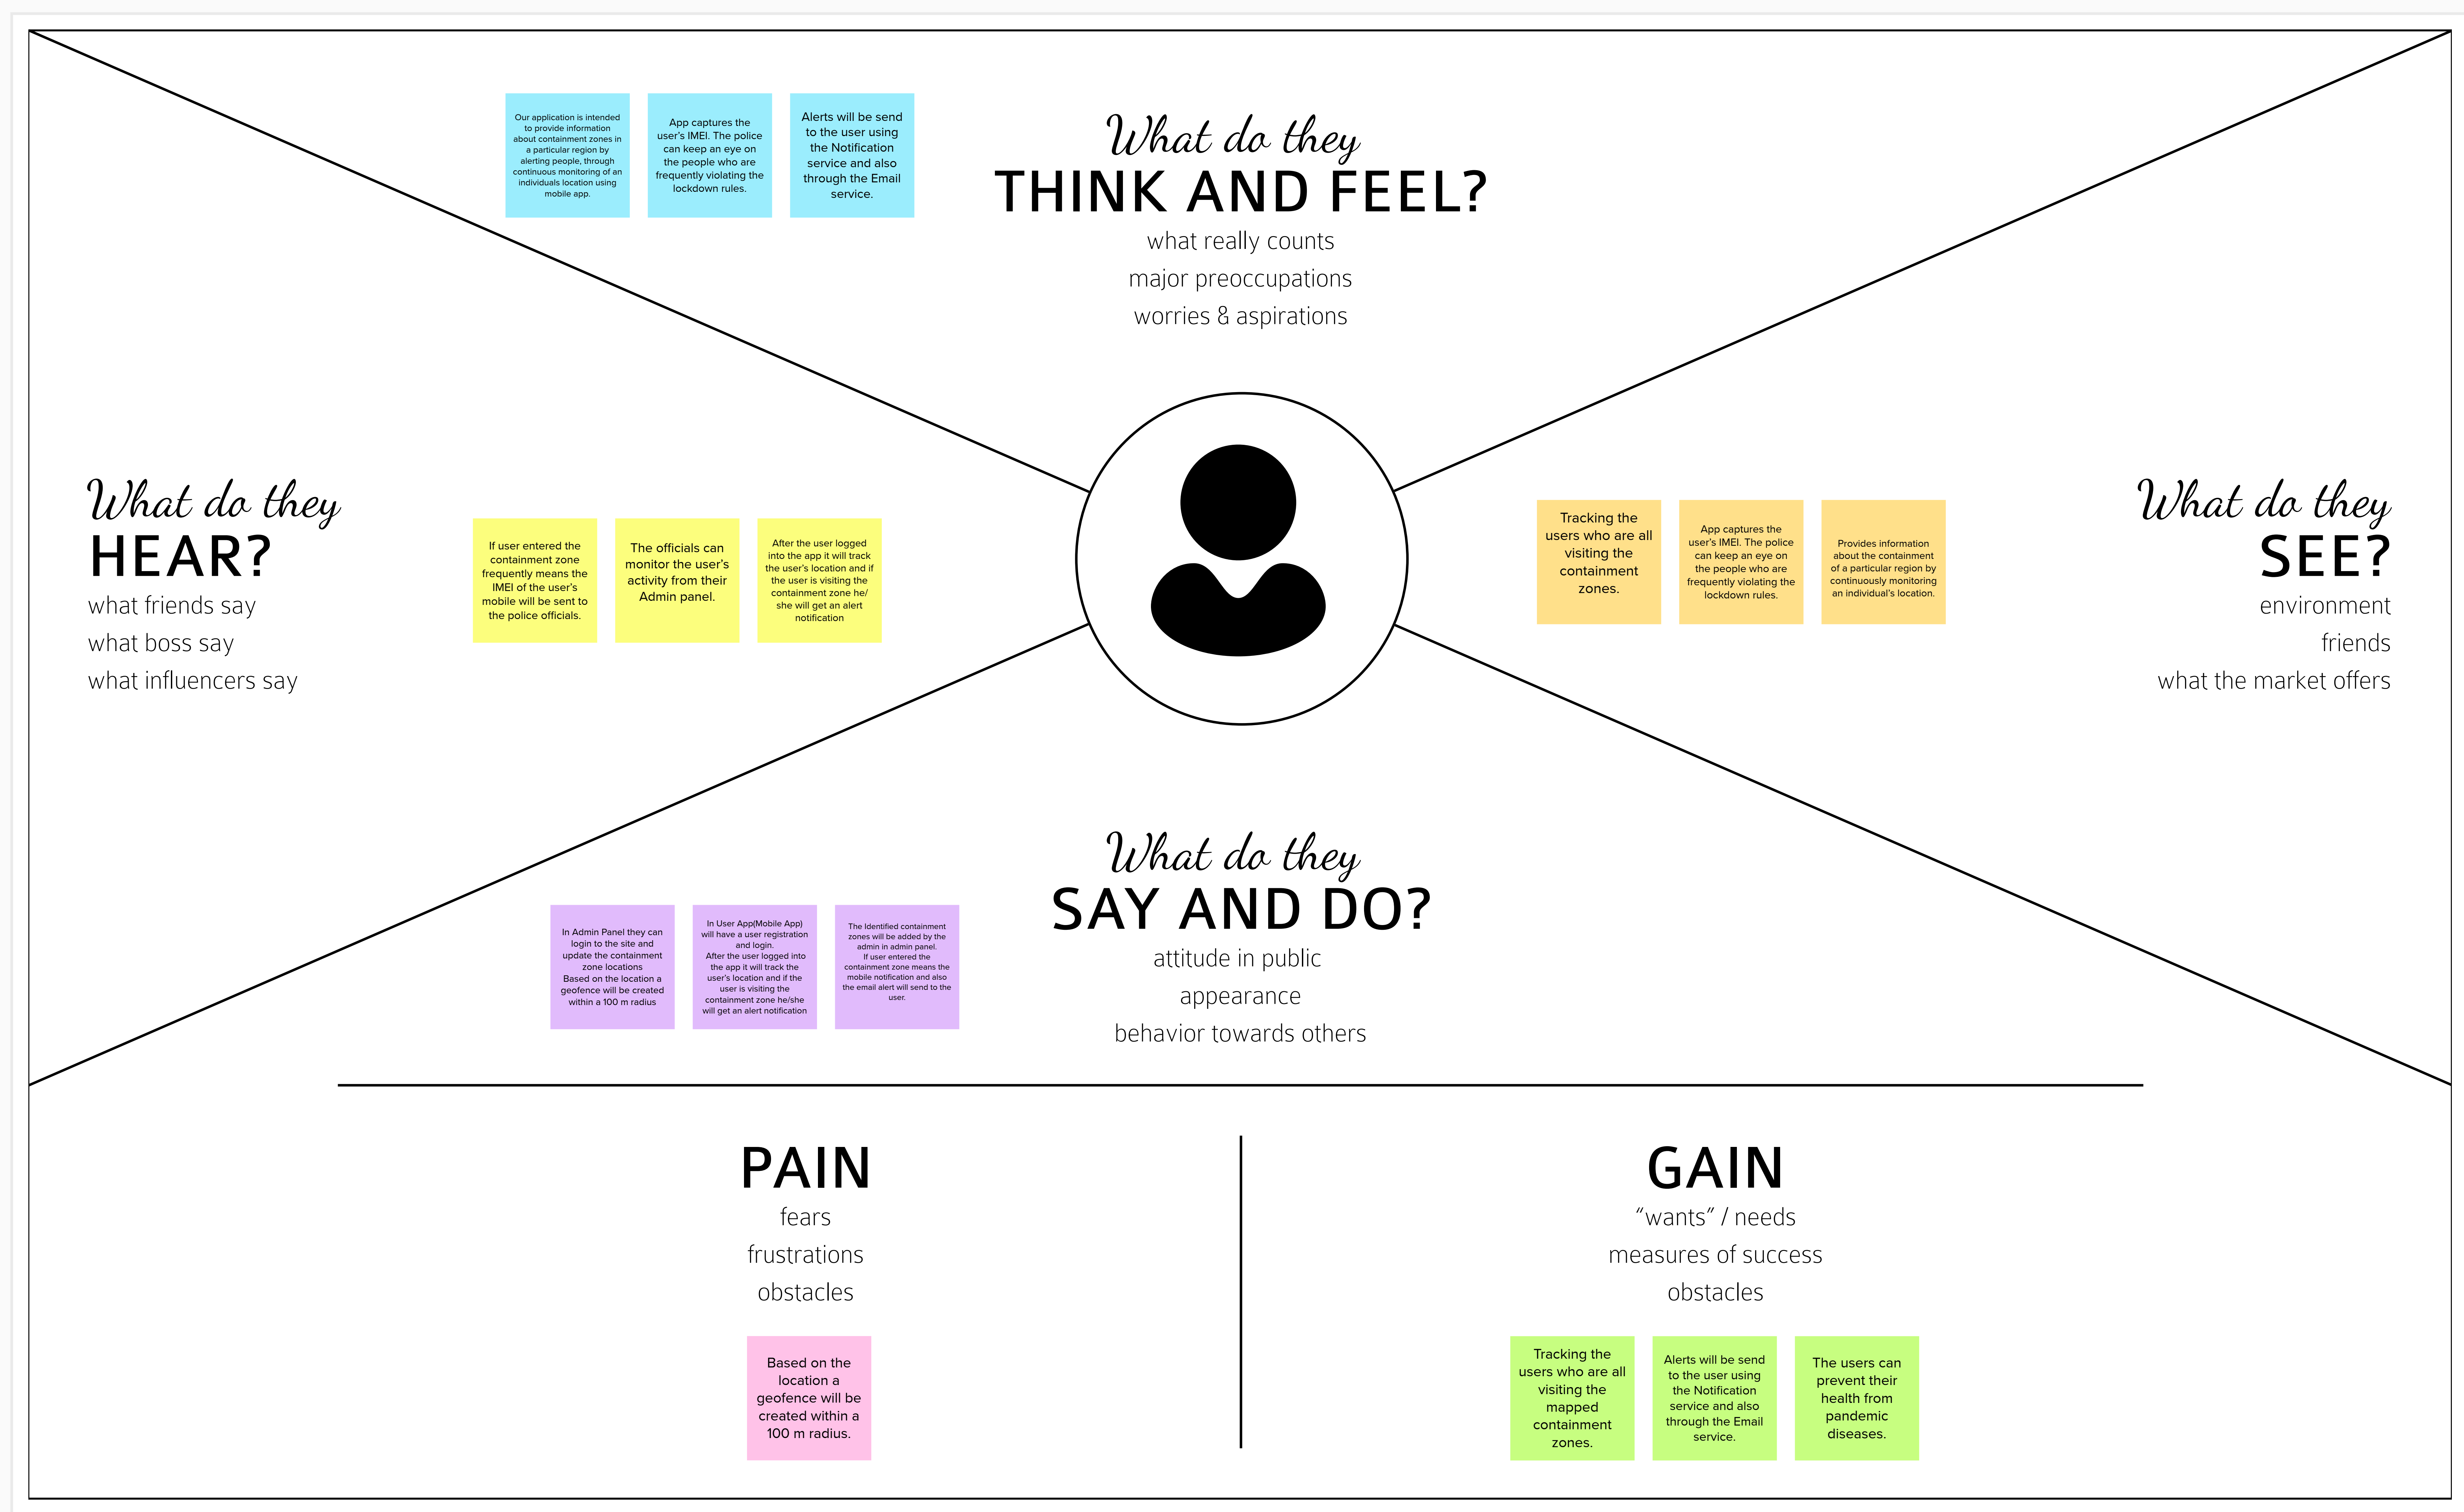 Our application is intended
to provide information
about containment zones in
a particular region by
alerting people, through
continuous monitoring of an
individuals location using
mobile app.
App captures the
user's IMEI. The police
can keep an eye on
the people who are
frequently violating the
lockdown rules.
Alerts will be send
to the user using
the Notification
service and also
through the Email
service.
What do they
THINK AND FEEL?
what really counts
major preoccupations
worries & aspirations
What do they
HEAR?
what friends say
what boss say
what influencers say
If user entered the
containment zone
frequently means the
IMEI of the user's
mobile will be sent to
the police officials.
The officials can
monitor the user's
activity from their
Admin panel.
After the user logged
into the app it will track
the user's location and if
the user is visiting the
containment zone he/
she will get an alert
notification
Tracking the
users who are all
visiting the
containment
zones.
App captures the
user's IMEI. The police
can keep an eye on
the people who are
frequently violating the
lockdown rules.
Provides information
about the containment
of a particular region by
continuously monitoring
an individual's location.
What do they
SEE?
environment
friends
what the market offers
What do they
SAY AND DO?
attitude in public
appearance
behavior towards others
In Admin Panel they can
login to the site and
update the containment
zone locations
Based on the location a
geofence will be created
within a 100 m radius
In User App(Mobile App)
will have a user registration
and login.
After the user logged into
the app it will track the
user's location and if the
user is visiting the
containment zone he/she
will get an alert notification
The Identified containment
zones will be added by the
admin in admin panel.
If user entered the
containment zone means the
mobile notification and also
the email alert will send to the
user.
PAIN
fears
frustrations
obstacles
Based on the
location a
geofence will be
created within a
100 m radius.
GAIN
“wants” / needs
measures of success
obstacles
Tracking the
users who are all
visiting the
mapped
containment
zones.
Alerts will be send
to the user using
the Notification
service and also
through the Email
service.
The users can
prevent their
health from
pandemic
diseases.